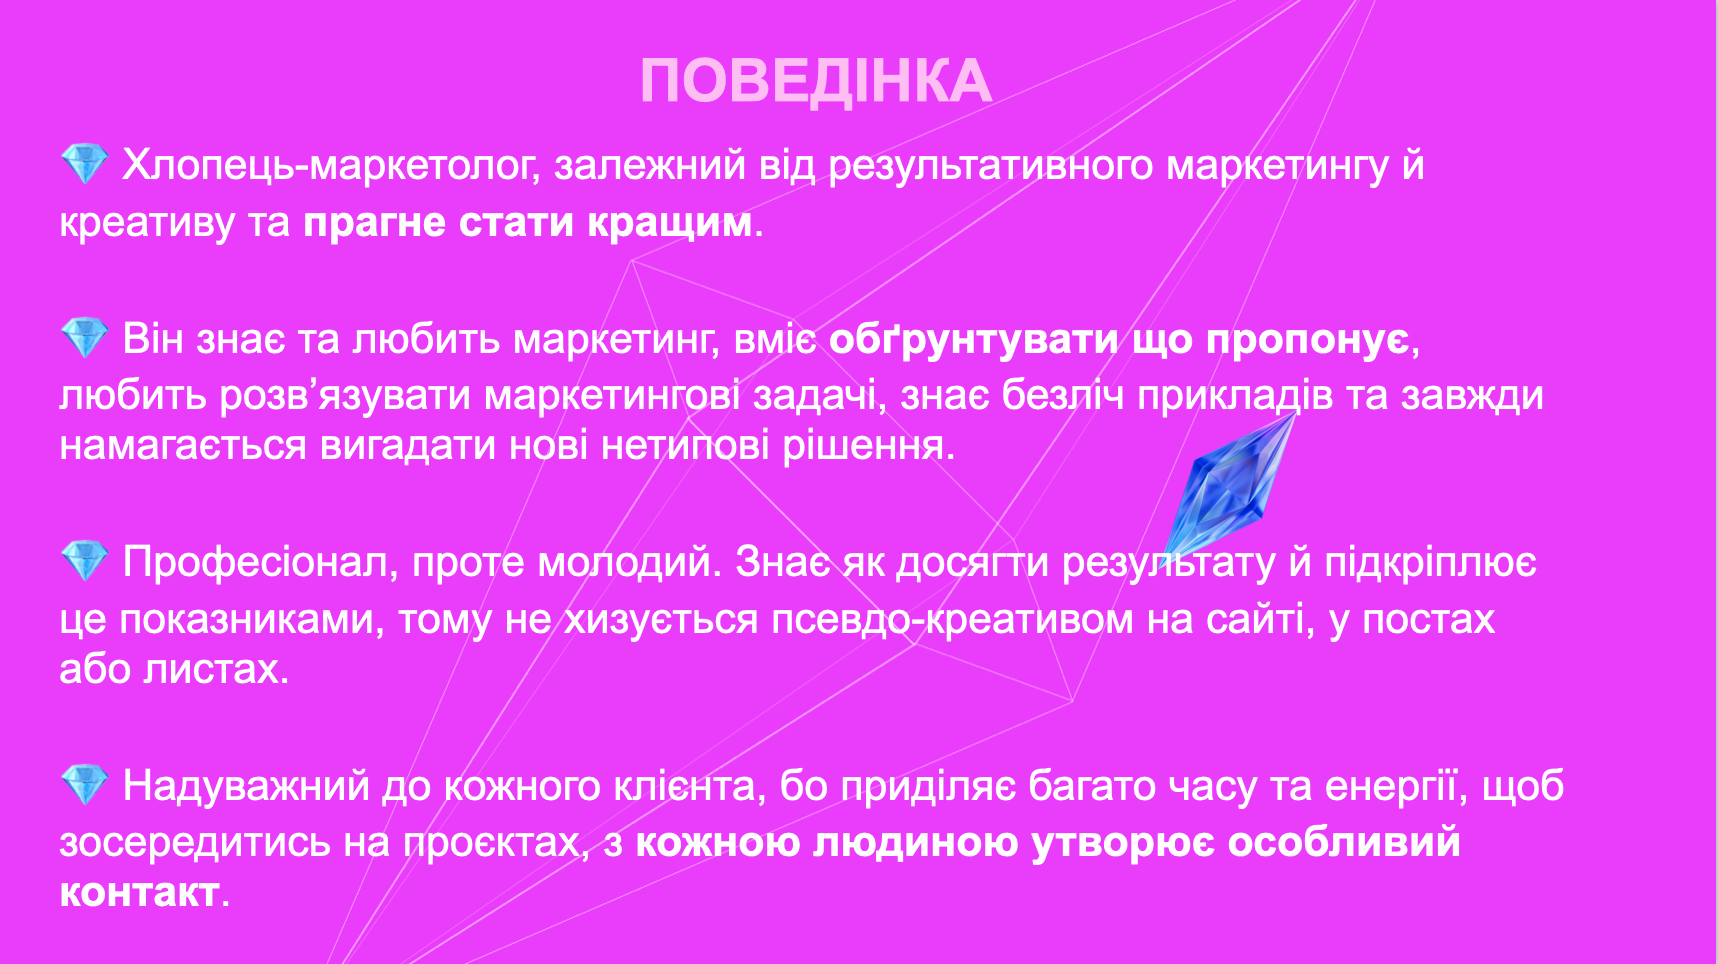 ПОВЕДІНКА
💎 Хлопець-маркетолог, залежний від результативного маркетингу й
креативу та прагне стати кращим.
💎 Він знає та любить маркетинг, вміє обґрунтувати що пропонує,
любить розв’язувати маркетингові задачі, знає безліч прикладів та завжди
намагається вигадати нові нетипові рішення.
💎 Професіонал, проте молодий. Знає як досягти результату й підкріплює
це показниками, тому не хизується псевдо-креативом на сайті, у постах
або листах.
💎 Надуважний до кожного клієнта, бо приділяє багато часу та енергії, щоб
зосередитись на проєктах, з кожною людиною утворює особливий
контакт.